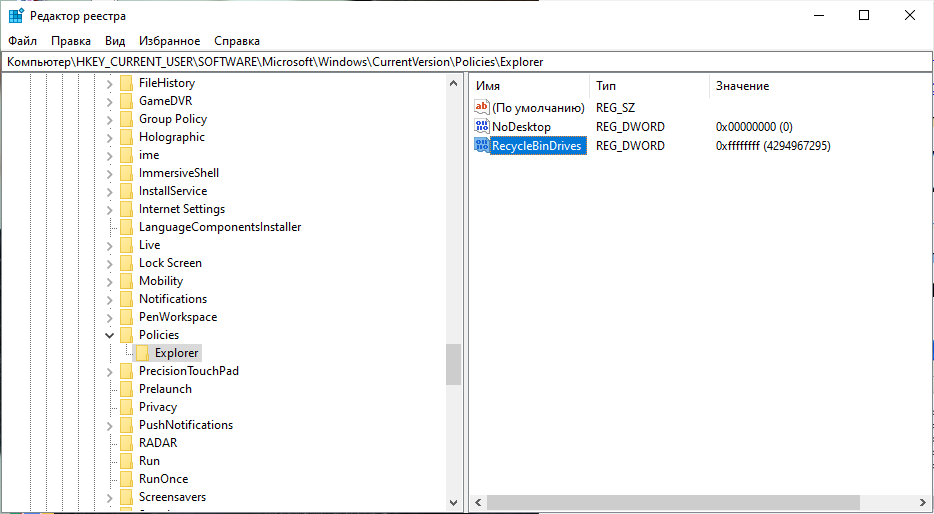 Редактор реестра
Файл Правка Вид Избранное Справка
Компьютер\HKEY_CURRENT_USER\SOFTWARE\Microsoft\Windows\CurrentVersion\Policies\Explorer
FileHistory
GameDVR
Group Policy
Holographic
ime
ImmersiveShell
InstallService
Internet Settings
LanguageComponentsInstaller
Live
Lock Screen
Mobility
Notifications
PenWorkspace
Policies
Explorer
PrecisionTouchPad
Prelaunch
Privacy
PushNotifications
RADAR
Run
RunOnce
Screensavers
Имя Тип Значение
ab (По умолчанию) REG_SZ
NoDesktop REG_DWORD 0x00000000 (0)
RecycleBinDrives REG_DWORD 0xffffffff (4294967295)